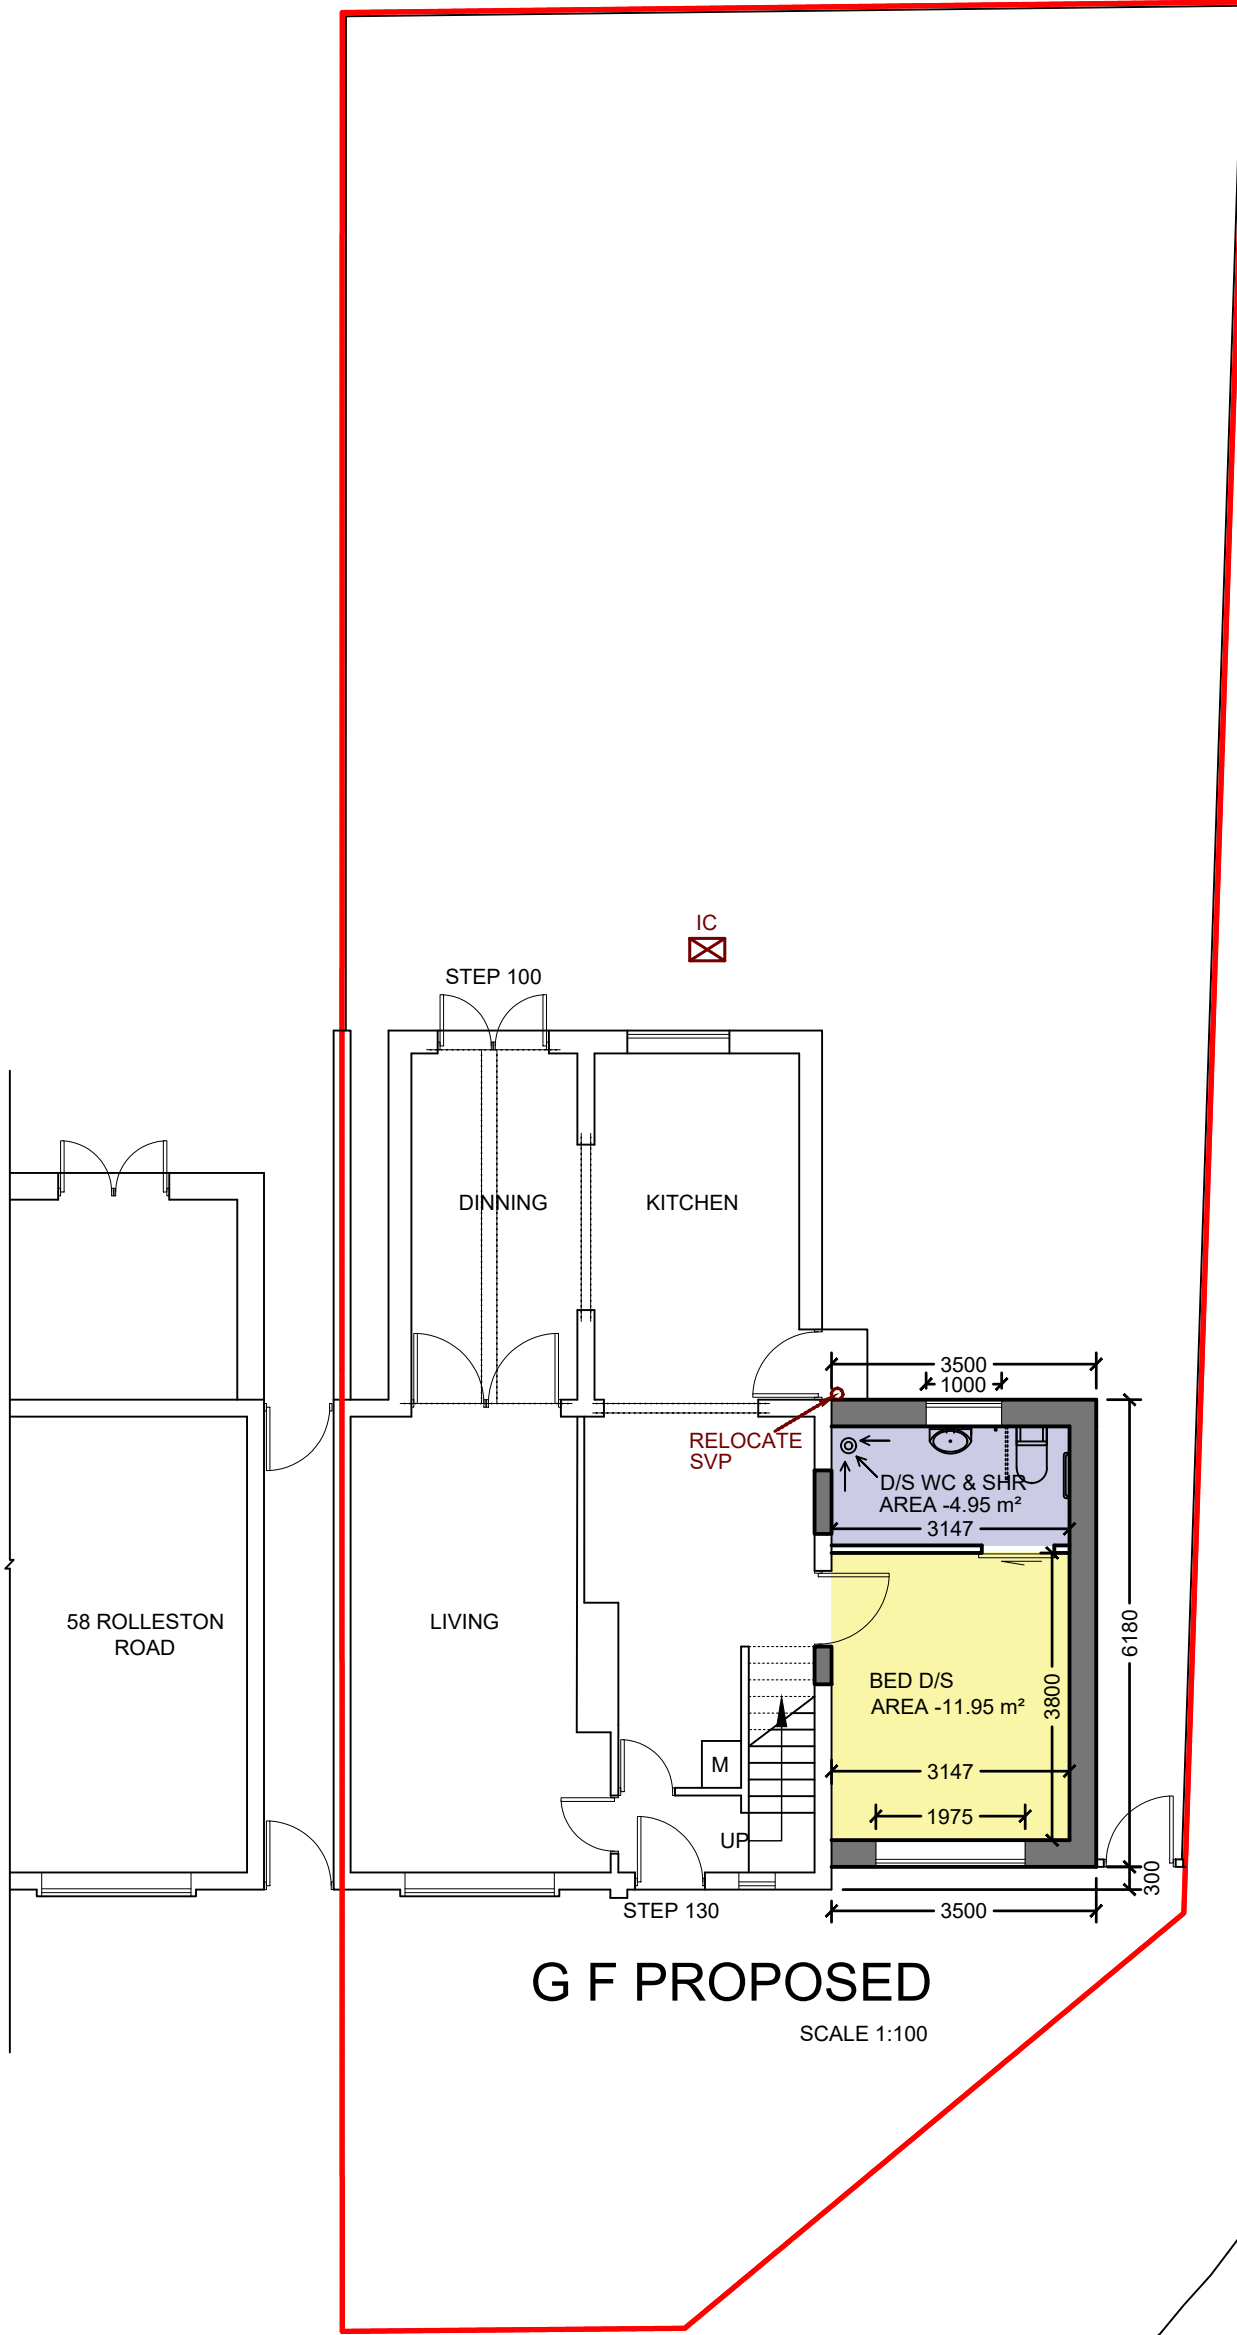 IC
STEP 100
DINNING
KITCHEN
3500
1000
RELOCATE
SVP
D/S WC & SHR
AREA -4.95 m²
3147
58 ROLLESTON
ROAD
LIVING
6180
BED D/S
AREA -11.95 m²
3800
M
3147
1975
UP
300
STEP 130
3500
G F PROPOSED
SCALE 1:100